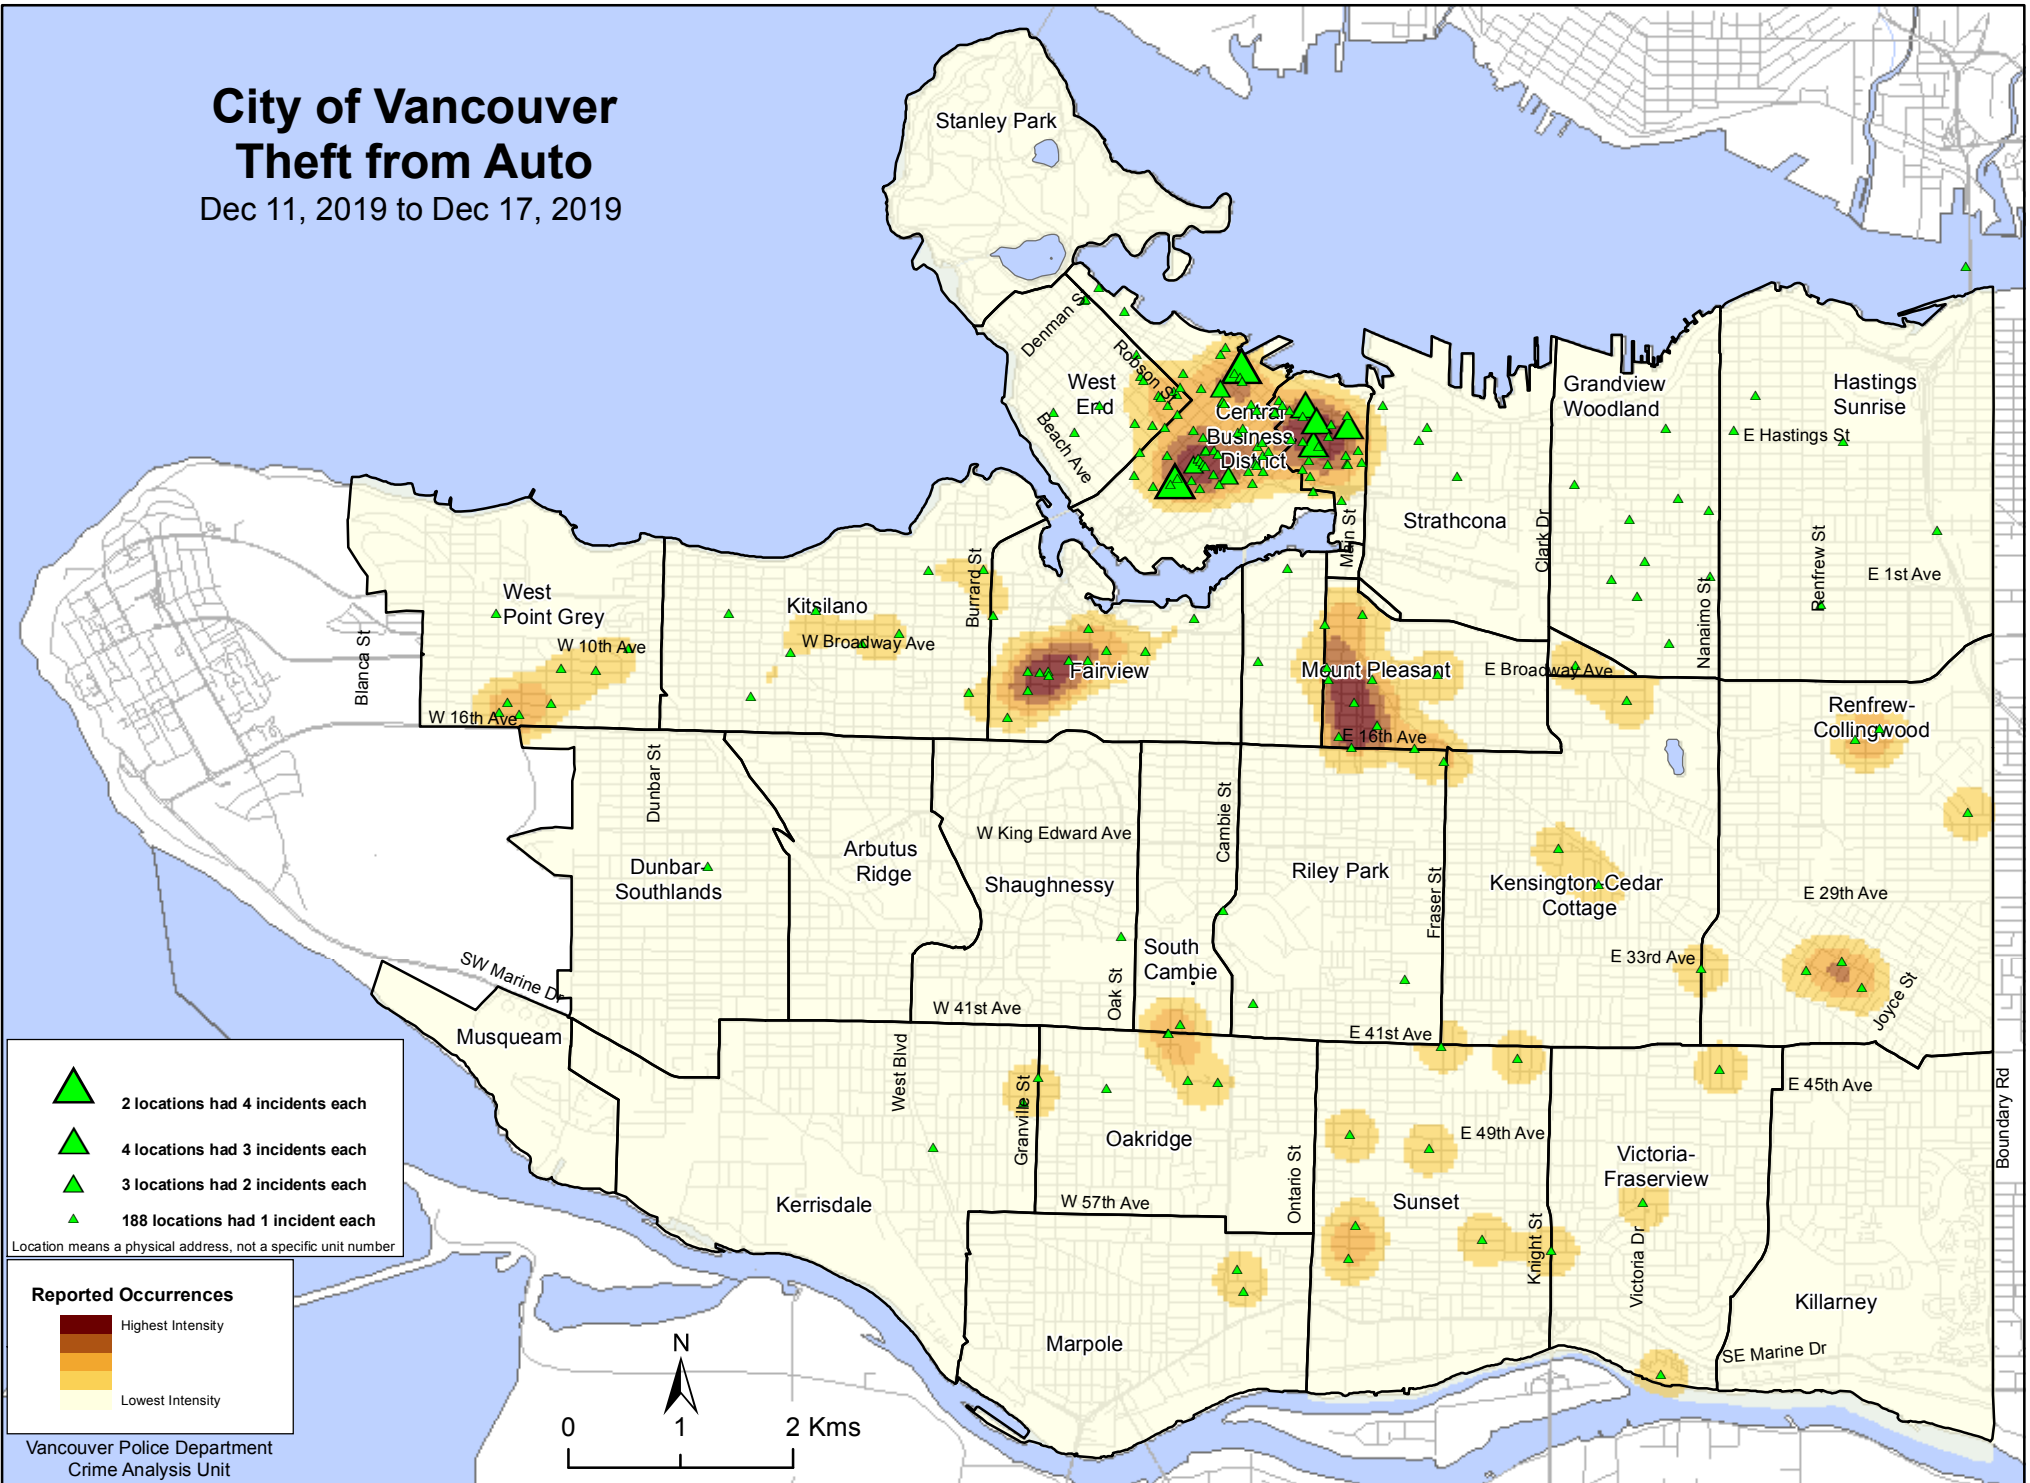 City of Vancouver
Theft from Auto
Dec 11, 2019 to Dec 17, 2019
Stanley Park
Denman St
Robson St
West
End
Beach Ave
Central
Business
District
Main St
Strathcona
Clark Dr
Grandview
Woodland
Hastings
Sunrise
E Hastings St
Nanaimo St
Renfrew St
E 1st Ave
West
Point Grey
W 10th Ave
Blanca St
W 16th Ave
Kitsilano
W Broadway Ave
Burrard St
Fairview
Mount Pleasant
E Broadway Ave
E 16th Ave
Renfrew-
Collingwood
Dunbar St
Dunbar-
Southlands
Arbutus
Ridge
W King Edward Ave
Shaughnessy
Cambie St
Riley Park
Fraser St
Kensington-Cedar
Cottage
E 29th Ave
South
Cambie
Oak St
E 33rd Ave
Joyce St
SW Marine Dr
Musqueam
W 41st Ave
E 41st Ave
West Blvd
Granville St
Oakridge
Ontario St
E 49th Ave
E 45th Ave
Boundary Rd
Victoria-
Fraserview
Kerrisdale
W 57th Ave
Sunset
Knight St
Victoria Dr
Killarney
Marpole
SE Marine Dr
2 locations had 4 incidents each
4 locations had 3 incidents each
3 locations had 2 incidents each
188 locations had 1 incident each
Location means a physical address, not a specific unit number
Reported Occurrences
Highest Intensity
Lowest Intensity
Vancouver Police Department
Crime Analysis Unit
N
0 1 2 Kms